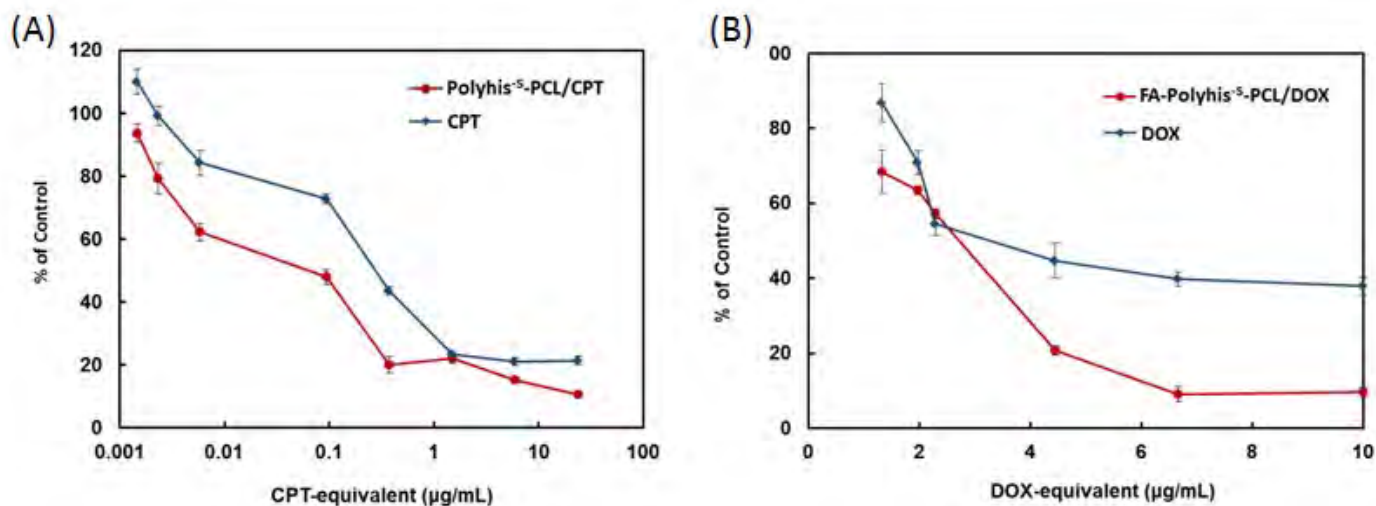 (A)
120
100
80
60
40
20
0
% of Control
Polyhis⁻ˢ-PCL/CPT
CPT
0.001 0.01 0.1 1 10 100
CPT-equivalent (µg/mL)
(B)
00
80
60
40
20
0
% of Control
FA-Polyhis⁻ˢ-PCL/DOX
DOX
0 2 4 6 8 10
DOX-equivalent (µg/mL)